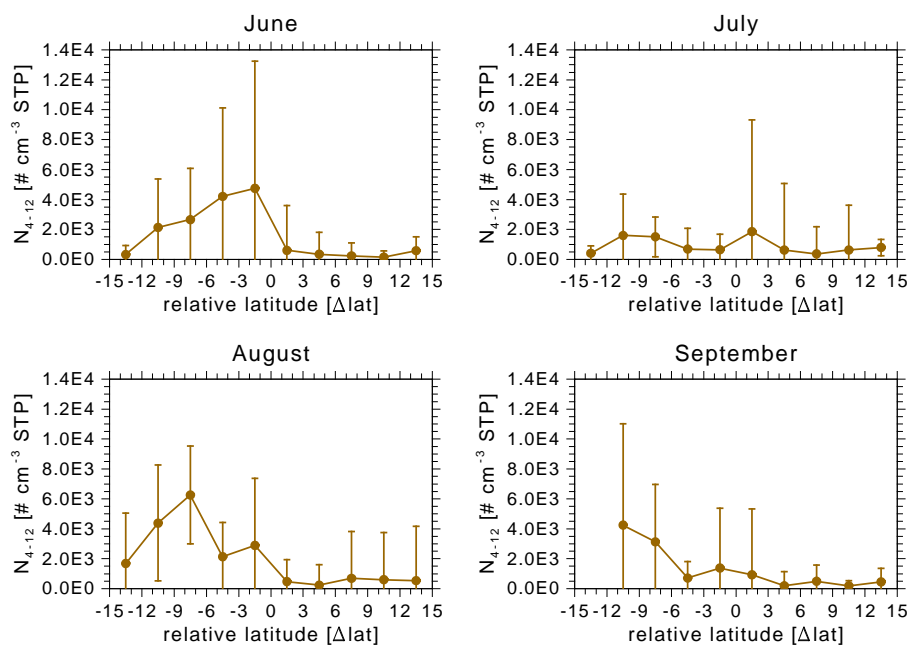 June
July
1.4E4
1.2E4
1.0E4
8.0E3
6.0E3
4.0E3
2.0E3
0.0E0
N4-12 [# cm-3 STP]
-15 -12 -9 -6 -3 0 3 6 9 12 15
relative latitude [Δlat]
1.4E4
1.2E4
1.0E4
8.0E3
6.0E3
4.0E3
2.0E3
0.0E0
N4-12 [# cm-3 STP]
-15 -12 -9 -6 -3 0 3 6 9 12 15
relative latitude [Δlat]
August
September
1.4E4
1.2E4
1.0E4
8.0E3
6.0E3
4.0E3
2.0E3
0.0E0
N4-12 [# cm-3 STP]
-15 -12 -9 -6 -3 0 3 6 9 12 15
relative latitude [Δlat]
1.4E4
1.2E4
1.0E4
8.0E3
6.0E3
4.0E3
2.0E3
0.0E0
N4-12 [# cm-3 STP]
-15 -12 -9 -6 -3 0 3 6 9 12 15
relative latitude [Δlat]